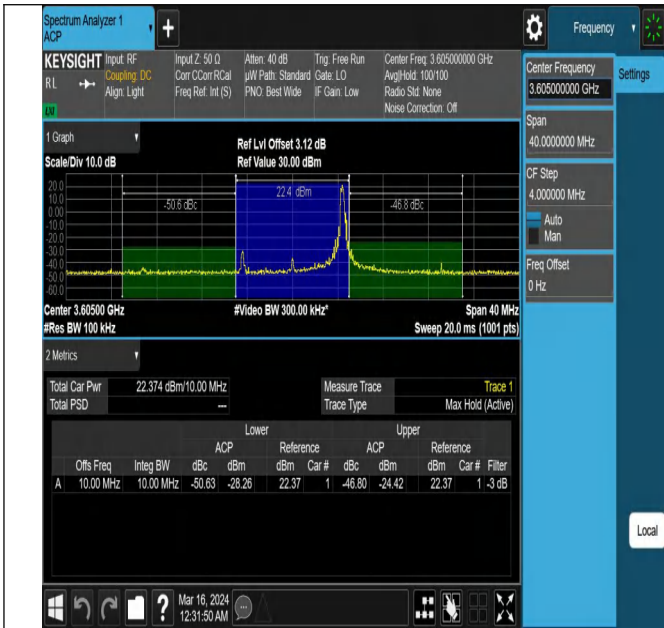 Spectrum Analyzer 1
ACP
Frequency
KEYSIGHT
RL
LXI
Input: RF
Coupling: DC
Align: Light
Input Z: 50 Ω
Corr CCorr RCal
Freq Ref: Int (S)
Atten: 40 dB
µW Path: Standard
PNO: Best Wide
Trig: Free Run
Gate: LO
IF Gain: Low
Center Freq: 3.605000000 GHz
Avg|Hold: 100/100
Radio Std: None
Noise Correction: Off
Center Frequency
3.605000000 GHz
Settings
Span
40.0000000 MHz
CF Step
4.000000 MHz
Auto
Man
Freq Offset
0 Hz
Local
1 Graph
Scale/Div 10.0 dB
Ref Lvl Offset 3.12 dB
Ref Value 30.00 dBm
20.0
10.0
0.00
-10.0
-20.0
-30.0
-40.0
-50.0
-60.0
-50.6 dBc
22.4 dBm
-46.8 dBc
Center 3.60500 GHz
#Video BW 300.00 kHz*
Span 40 MHz
#Res BW 100 kHz
Sweep 20.0 ms (1001 pts)
2 Metrics
Total Car Pwr 22.374 dBm/10.00 MHz
Total PSD ---
Measure Trace Trace 1
Trace Type Max Hold (Active)
Lower Upper
ACP Reference ACP Reference
Offs Freq Integ BW dBc dBm dBm Car # dBc dBm dBm Car # Filter
A 10.00 MHz 10.00 MHz -50.63 -28.26 22.37 1 -46.80 -24.42 22.37 1 -3 dB
?
Mar 16, 2024
12:31:50 AM